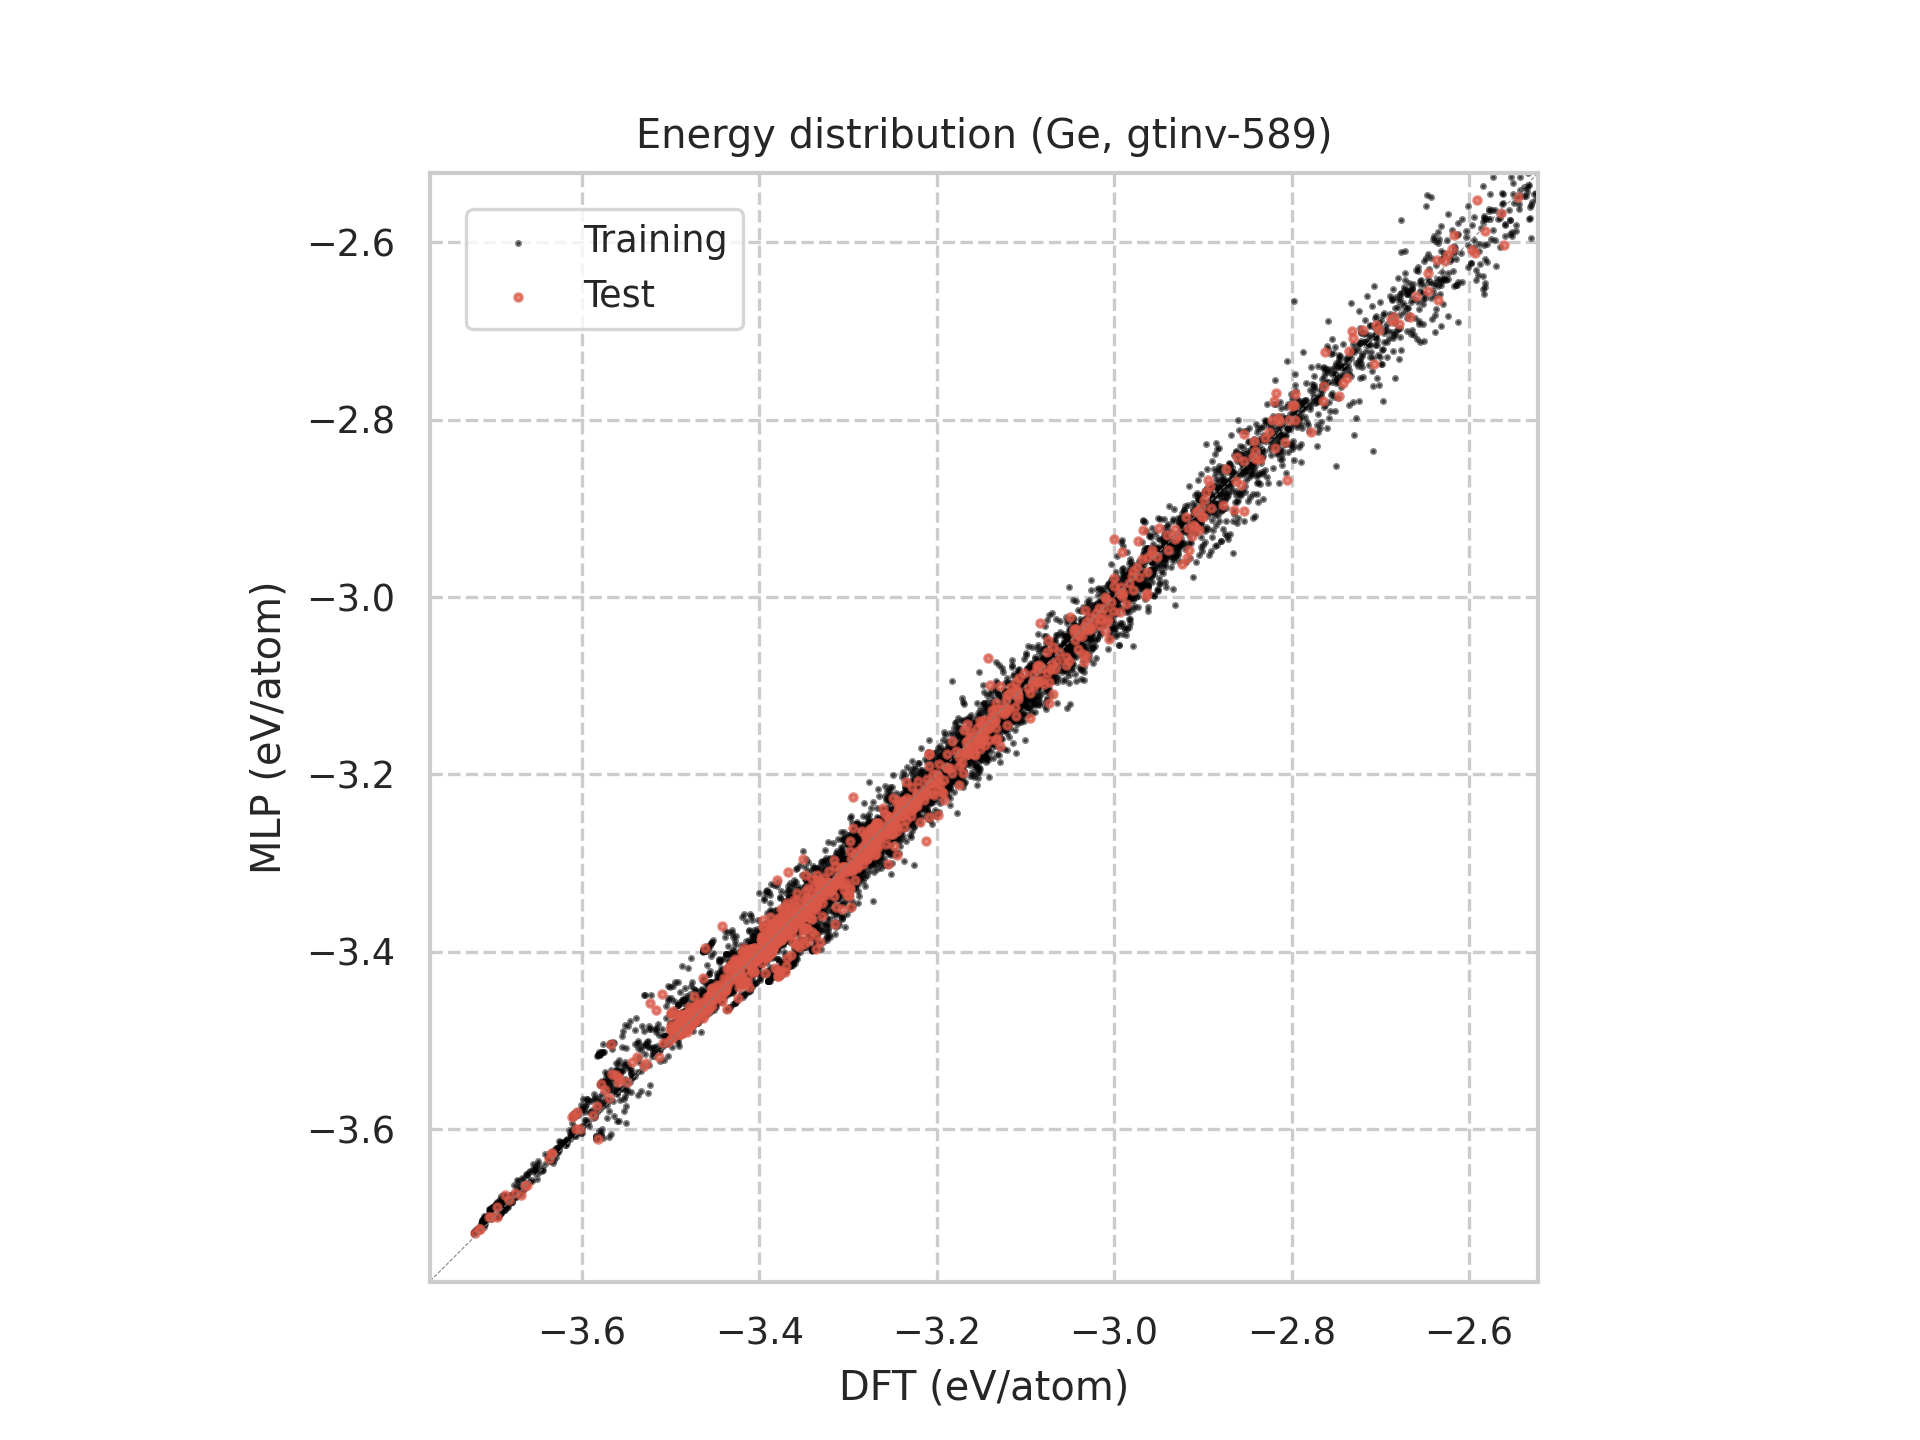 Energy distribution (Ge, gtinv-589)
Training
Test
MLP (eV/atom)
−2.6
−2.8
−3.0
−3.2
−3.4
−3.6
−3.6 −3.4 −3.2 −3.0 −2.8 −2.6
DFT (eV/atom)